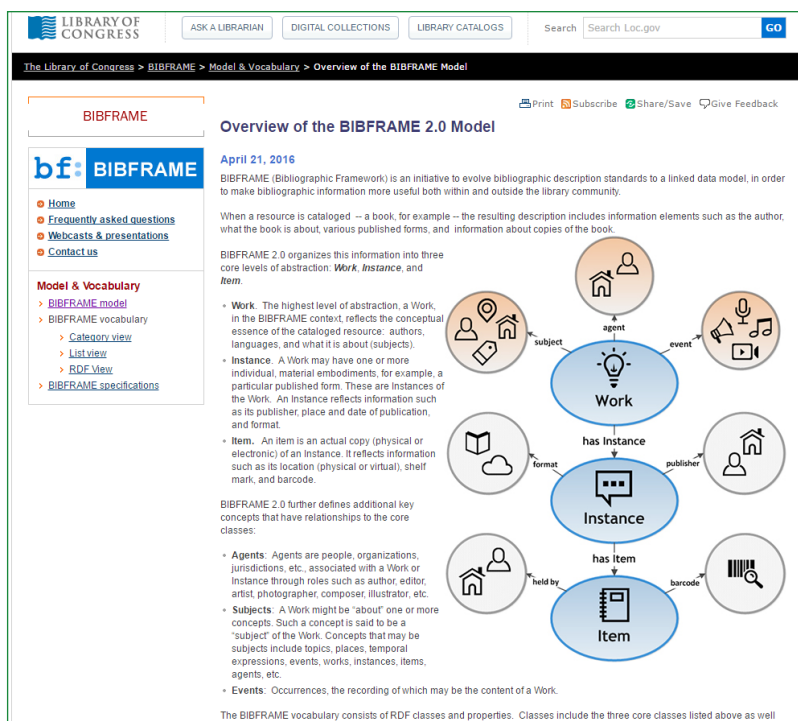 LIBRARY OF
CONGRESS
ASK A LIBRARIAN
DIGITAL COLLECTIONS
LIBRARY CATALOGS
Search
Search Loc.gov
GO
The Library of Congress > BIBFRAME > Model & Vocabulary > Overview of the BIBFRAME Model
Print Subscribe Share/Save Give Feedback
BIBFRAME
bf: BIBFRAME
Home
Frequently asked questions
Webcasts & presentations
Contact us
Model & Vocabulary
BIBFRAME model
BIBFRAME vocabulary
Category view
List view
RDF View
BIBFRAME specifications
Overview of the BIBFRAME 2.0 Model
April 21, 2016
BIBFRAME (Bibliographic Framework) is an initiative to evolve bibliographic description standards to a linked data model, in order
to make bibliographic information more useful both within and outside the library community.
When a resource is cataloged -- a book, for example -- the resulting description includes information elements such as the author,
what the book is about, various published forms, and information about copies of the book.
BIBFRAME 2.0 organizes this information into three
core levels of abstraction: Work, Instance, and
Item.
• Work. The highest level of abstraction, a Work,
in the BIBFRAME context, reflects the conceptual
essence of the cataloged resource: authors,
languages, and what it is about (subjects).
• Instance. A Work may have one or more
individual, material embodiments, for example, a
particular published form. These are Instances of
the Work. An Instance reflects information such
as its publisher, place and date of publication,
and format.
• Item. An item is an actual copy (physical or
electronic) of an Instance. It reflects information
such as its location (physical or virtual), shelf
mark, and barcode.
BIBFRAME 2.0 further defines additional key
concepts that have relationships to the core
classes:
• Agents: Agents are people, organizations,
jurisdictions, etc., associated with a Work or
Instance through roles such as author, editor,
artist, photographer, composer, illustrator, etc.
• Subjects: A Work might be “about” one or more
concepts. Such a concept is said to be a
“subject” of the Work. Concepts that may be
subjects include topics, places, temporal
expressions, events, works, instances, items,
agents, etc.
• Events: Occurrences, the recording of which may be the content of a Work.
The BIBFRAME vocabulary consists of RDF classes and properties. Classes include the three core classes listed above as well
agent
subject
event
Work
has Instance
format
publisher
Instance
has Item
held by
barcode
Item